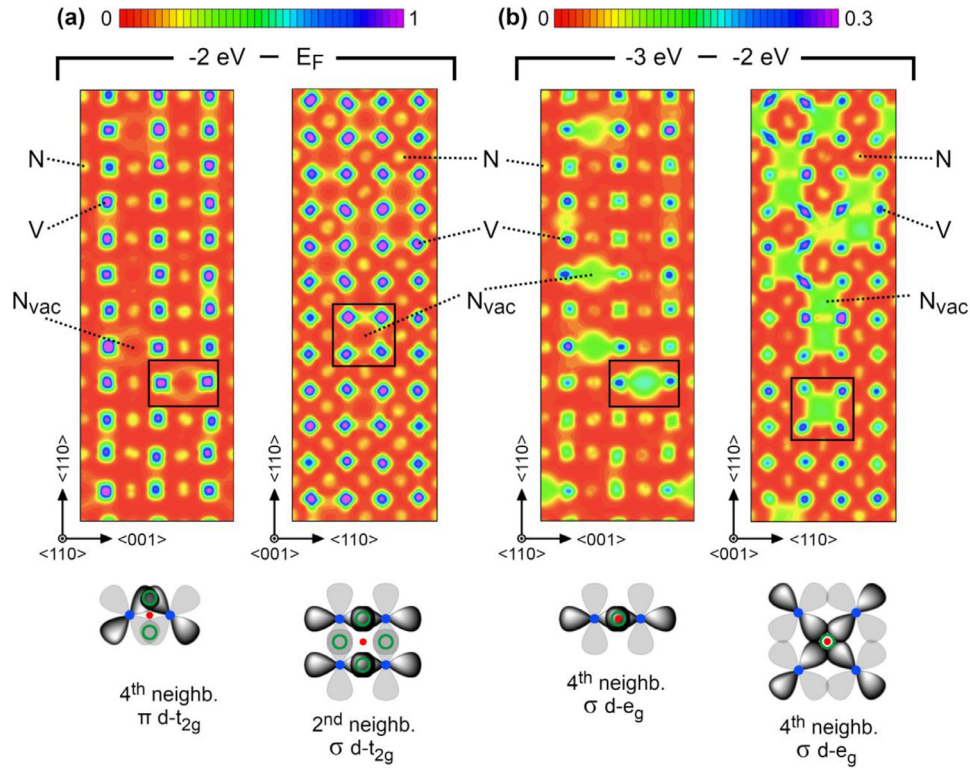 (a) 0 1 (b) 0 0.3
-2 eV — E_F -3 eV — -2 eV
N N N
V V V
N_vac N_vac N_vac
<110> <110> <110> <110>
<110> <001> <001> <110> <110> <001> <001> <110>
4th neighb.
π d-t2g
2nd neighb.
σ d-t2g
4th neighb.
σ d-eg
4th neighb.
σ d-eg